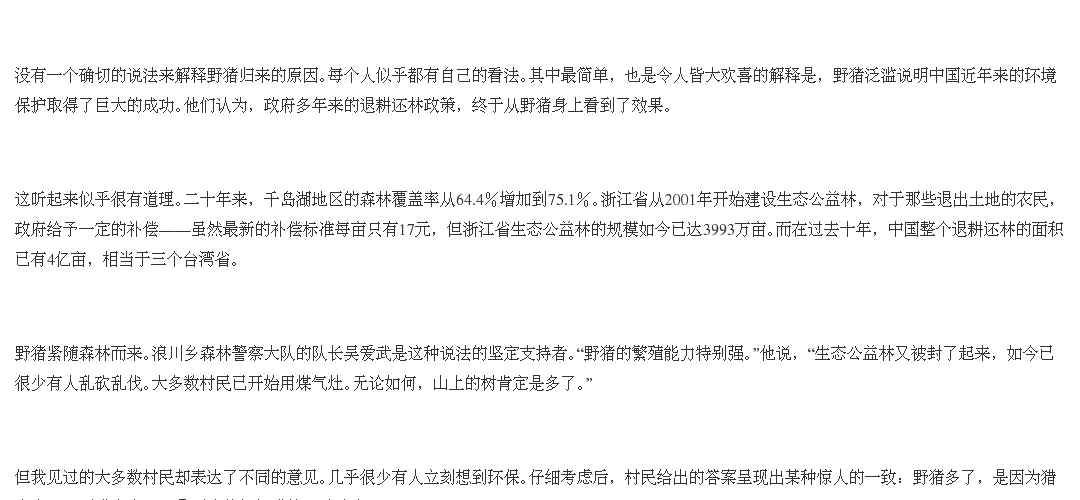 没有一个确切的说法来解释野猪归来的原因。每个人似乎都有自己的看法。其中最简单，也是令人皆大欢喜的解释是，野猪泛滥说明中国近年来的环境
保护取得了巨大的成功。他们认为，政府多年来的退耕还林政策，终于从野猪身上看到了效果。
这听起来似乎很有道理。二十年来，千岛湖地区的森林覆盖率从64.4％增加到75.1％。浙江省从2001年开始建设生态公益林，对于那些退出土地的农民，
政府给予一定的补偿——虽然最新的补偿标准每亩只有17元，但浙江省生态公益林的规模如今已达3993万亩。而在过去十年，中国整个退耕还林的面积
已有4亿亩，相当于三个台湾省。
野猪紧随森林而来。浪川乡森林警察大队的队长吴爱武是这种说法的坚定支持者。“野猪的繁殖能力特别强。”他说，“生态公益林又被封了起来，如今已
很少有人乱砍乱伐。大多数村民已开始用煤气灶。无论如何，山上的树肯定是多了。”
但我见过的大多数村民却表达了不同的意见。几乎很少有人立刻想到环保。仔细考虑后，村民给出的答案呈现出某种惊人的一致：野猪多了，是因为猎